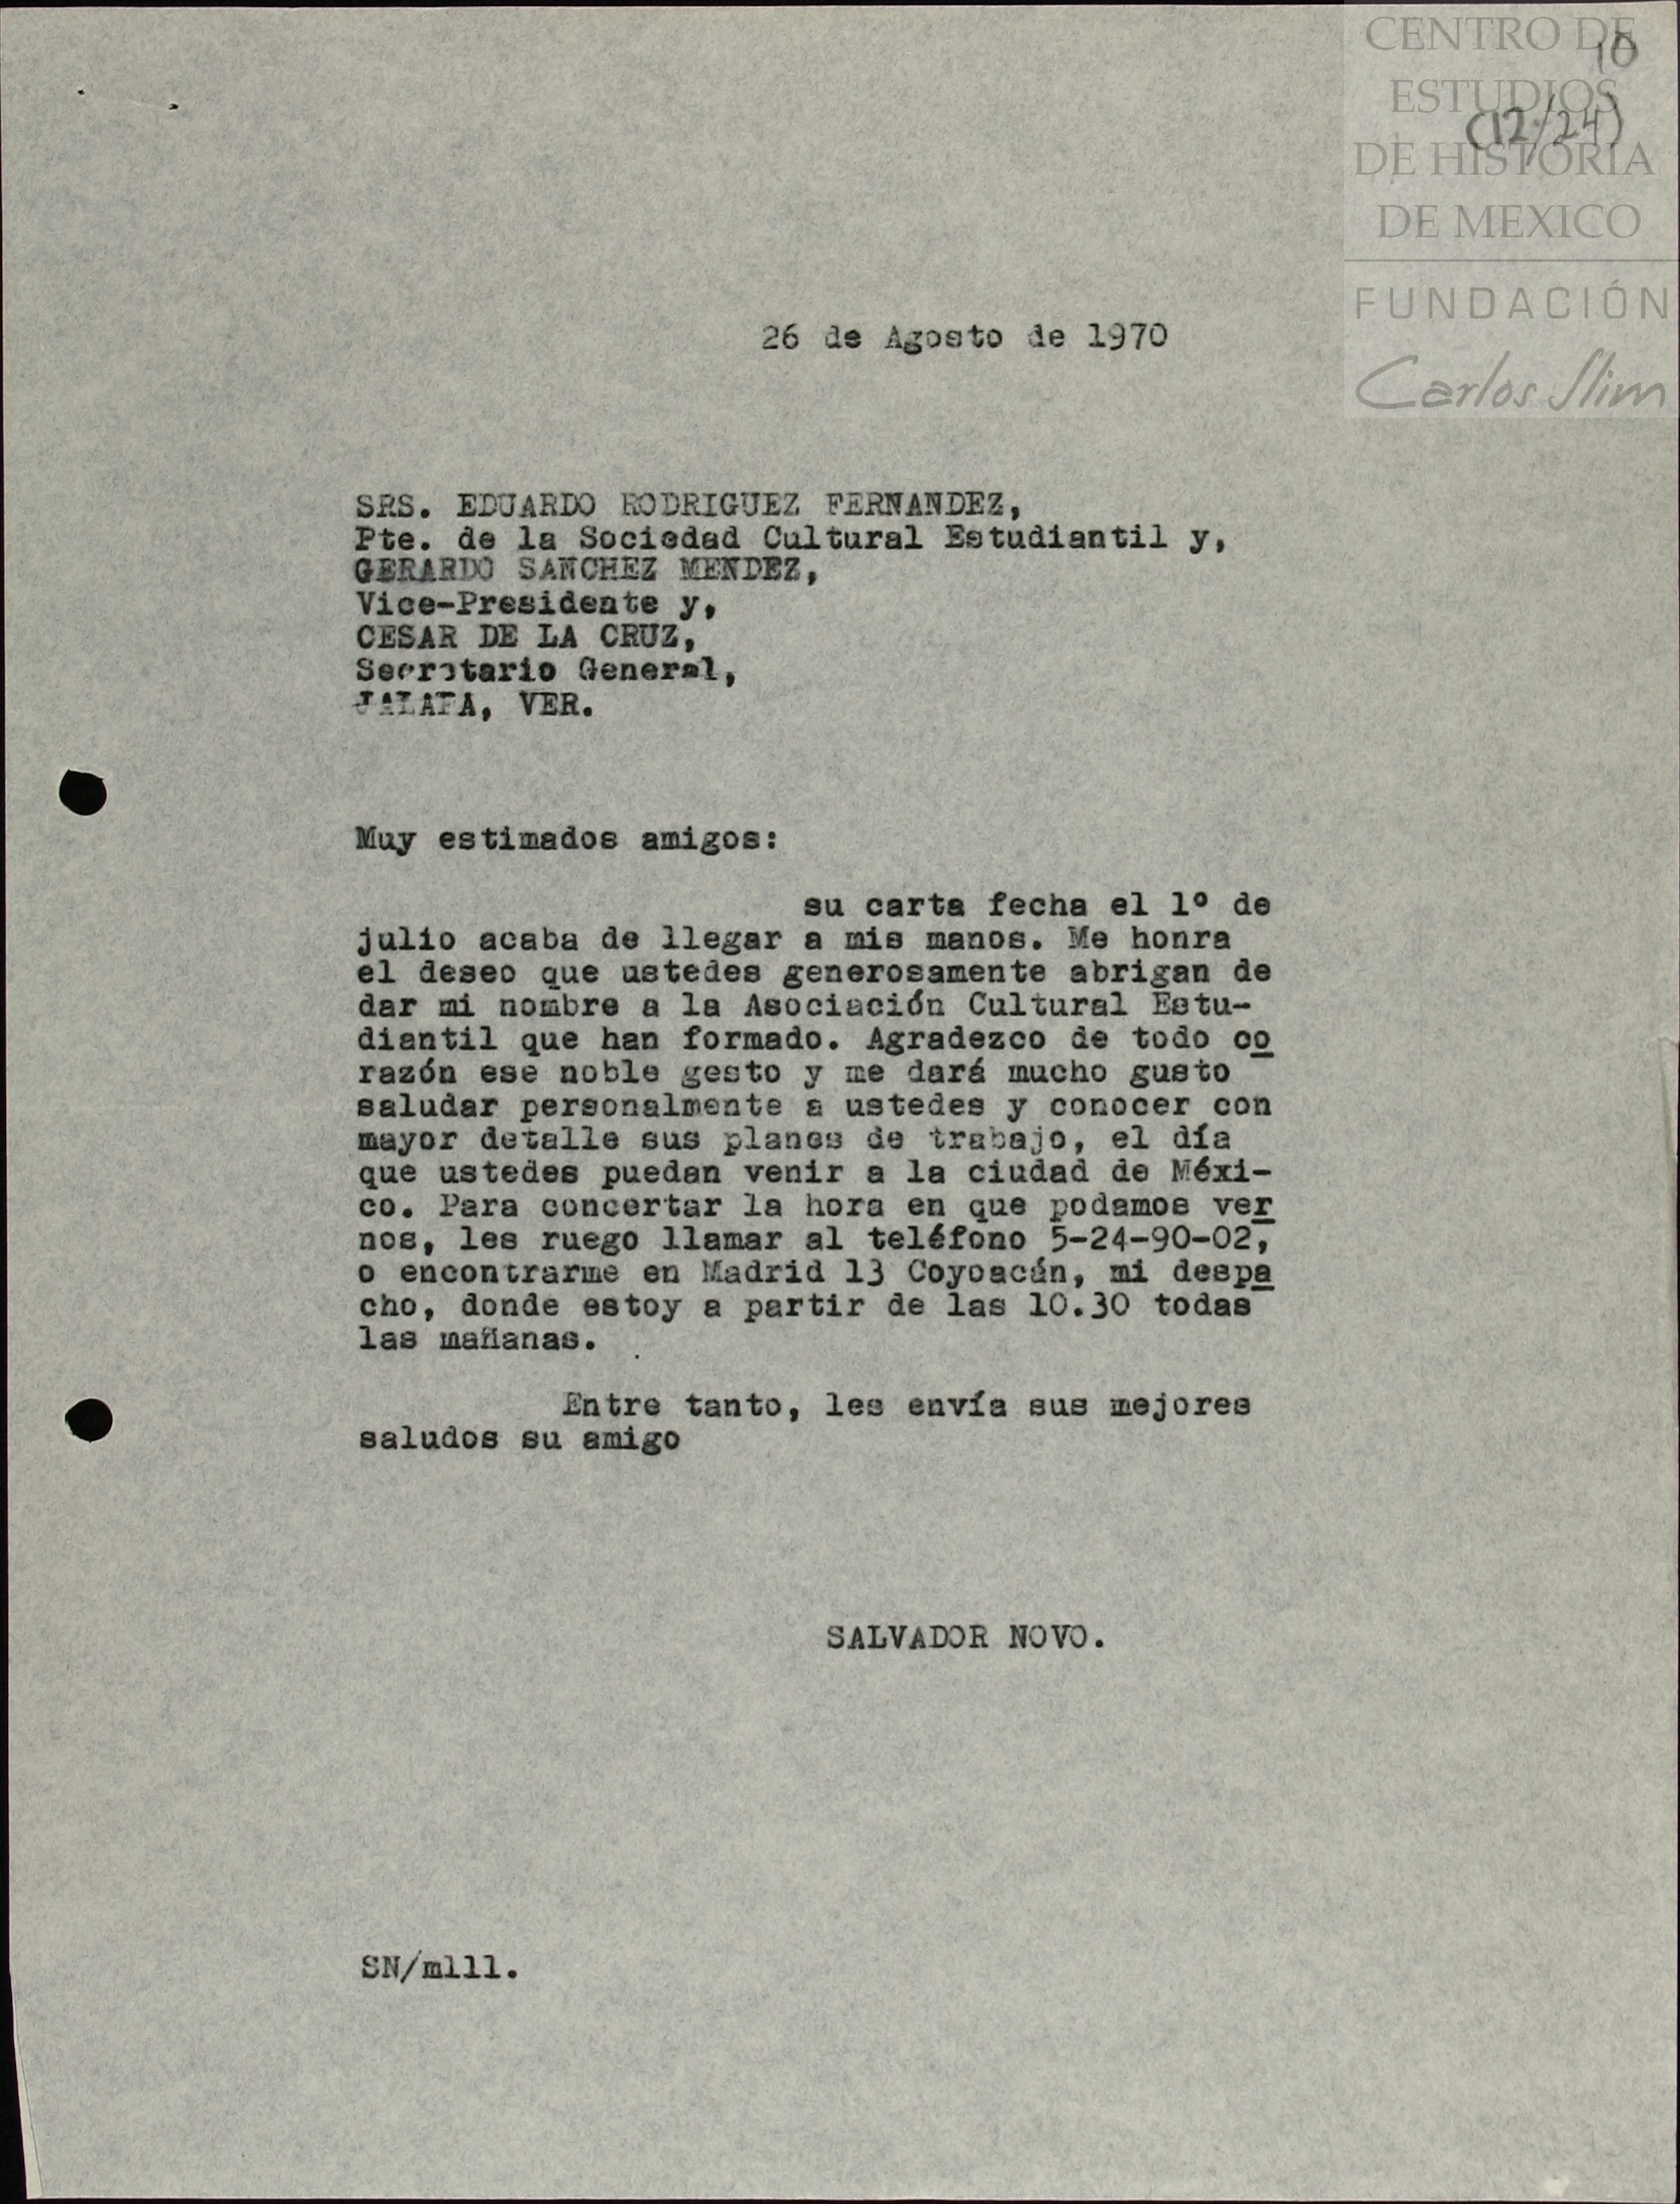 CENTRO DE
ESTUDIOS
DE HISTORIA
DE MEXICO
FUNDACIÓN
Carlos Slim
10
(12/24)
26 de Agosto de 1970
SRS. EDUARDO RODRIGUEZ FERNANDEZ,
Pte. de la Sociedad Cultural Estudiantil y,
GERARDO SANCHEZ MENDEZ,
Vice-Presidente y,
CESAR DE LA CRUZ,
Secretario General,
JALAPA, VER.
Muy estimados amigos:
su carta fecha el 1º de
julio acaba de llegar a mis manos. Me honra
el deseo que ustedes generosamente abrigan de
dar mi nombre a la Asociación Cultural Estu-
diantil que han formado. Agradezco de todo co
razón ese noble gesto y me dará mucho gusto
saludar personalmente a ustedes y conocer con
mayor detalle sus planes de trabajo, el día
que ustedes puedan venir a la ciudad de Méxi-
co. Para concertar la hora en que podamos ver
nos, les ruego llamar al teléfono 5-24-90-02,
o encontrarme en Madrid 13 Coyoacán, mi despa
cho, donde estoy a partir de las 10.30 todas
las mañanas.
Entre tanto, les envía sus mejores
saludos su amigo
SALVADOR NOVO.
SN/mlll.